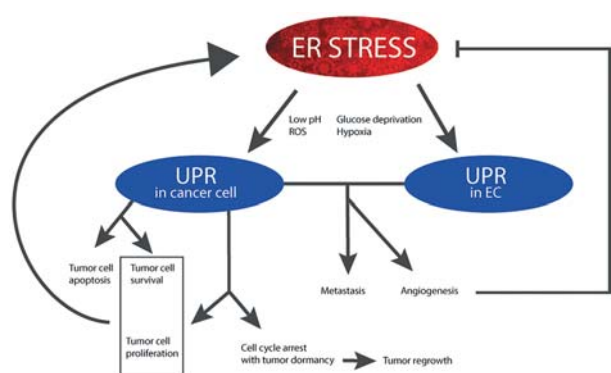 ER STRESS
Low pH
ROS
Glucose deprivation
Hypoxia
UPR
in cancer cell
UPR
in EC
Tumor cell
apoptosis
Tumor cell
survival
Metastasis
Angiogenesis
Tumor cell
proliferation
Cell cycle arrest
with tumor dormancy
Tumor regrowth